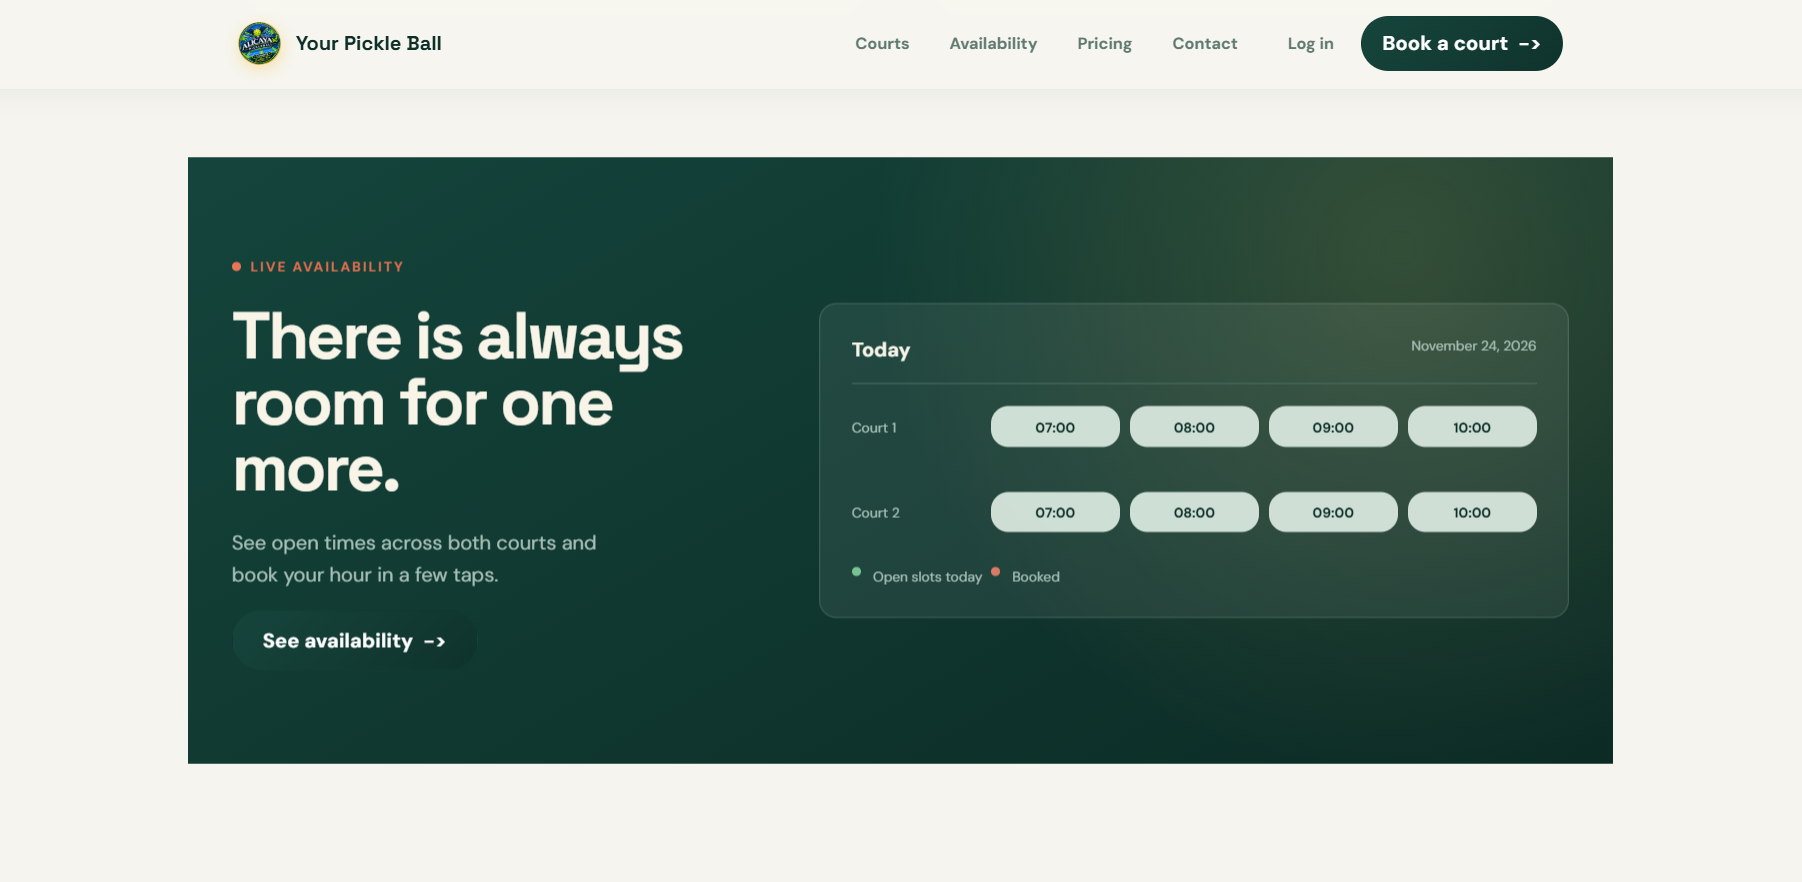 ALICAYA
Your Pickle Ball
Courts
Availability
Pricing
Contact
Log in
Book a court ->
LIVE AVAILABILITY
There is always
room for one
more.
See open times across both courts and
book your hour in a few taps.
See availability ->
Today
November 24, 2026
Court 1
07:00
08:00
09:00
10:00
Court 2
07:00
08:00
09:00
10:00
Open slots today
Booked